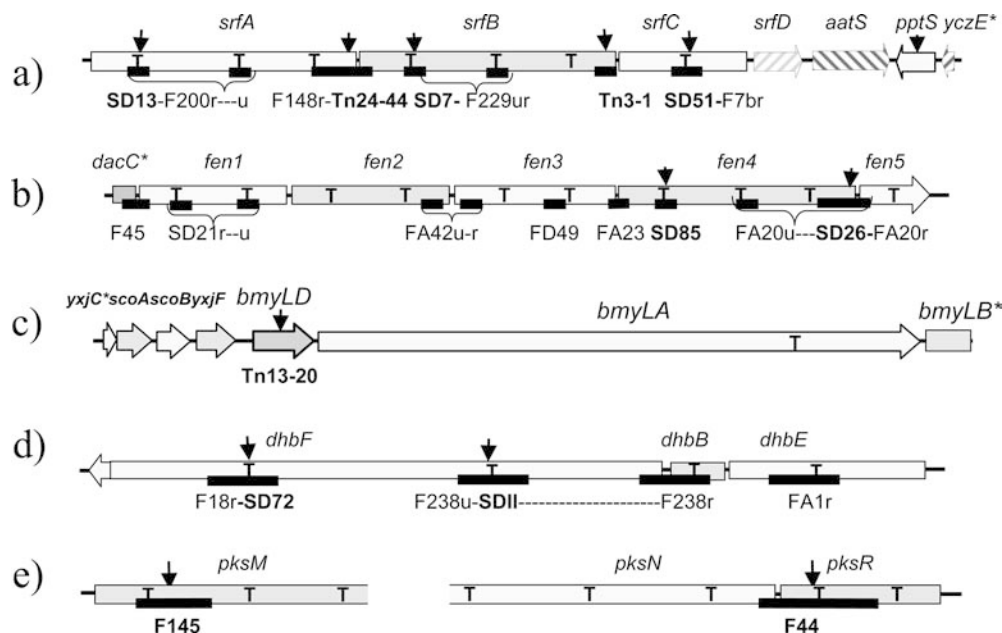 srfA srfB srfC srfD aatS pptS yczE*
T T T T T T T
a)
SD13-F200r---u F148r-Tn24-44 SD7- F229ur Tn3-1 SD51-F7br
dacC* fen1 fen2 fen3 fen4 fen5
b) T T T T T T T T T T
F45 SD21r--u FA42u-r FD49 FA23 SD85 FA20u---SD26-FA20r
yxjC*scoAscoByxjF bmyLD bmyLA bmyLB*
c) T
Tn13-20
d) dhbF dhbB dhbE
T T T T
F18r-SD72 F238u-SDII--------------------F238r FA1r
e) pksM pksN pksR
T T T T T T T T
F145 F44